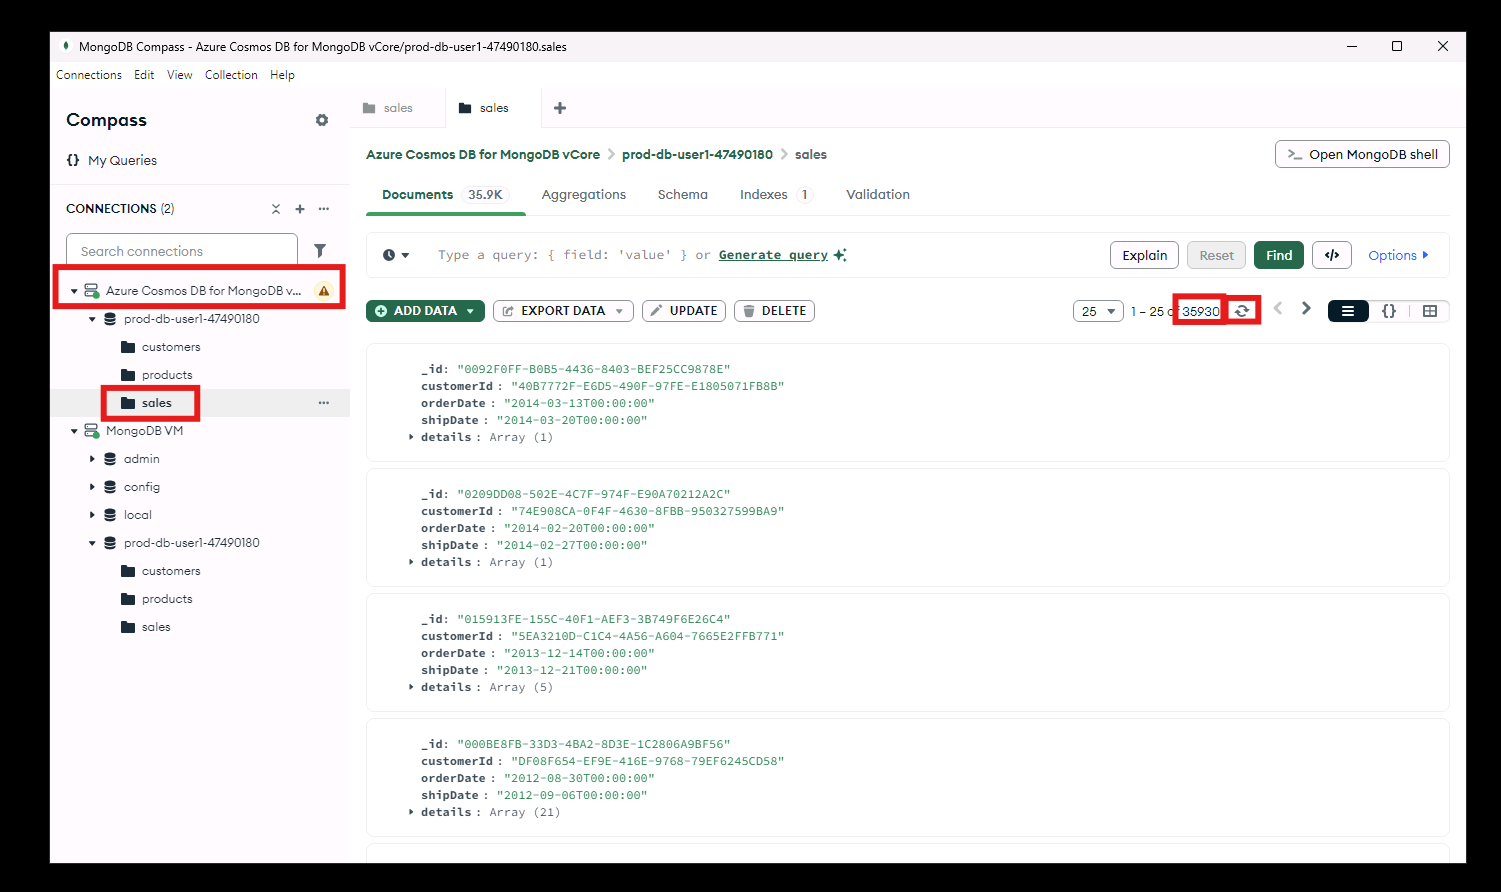 MongoDB Compass - Azure Cosmos DB for MongoDB vCore/prod-db-user1-47490180.sales
Connections Edit View Collection Help
Compass
{} My Queries
CONNECTIONS (2)
Search connections
Azure Cosmos DB for MongoDB v...
prod-db-user1-47490180
customers
products
sales
MongoDB VM
admin
config
local
prod-db-user1-47490180
customers
products
sales
sales
sales
Azure Cosmos DB for MongoDB vCore > prod-db-user1-47490180 > sales
>_ Open MongoDB shell
Documents 35.9K Aggregations Schema Indexes 1 Validation
Type a query: { field: 'value' } or Generate query
Explain Reset Find </> Options
ADD DATA EXPORT DATA UPDATE DELETE
25 1 – 25 of 35930 {}
_id: "0092F0FF-B0B5-4436-8403-BEF25CC9878E"
customerId : "40B7772F-E6D5-490F-97FE-E1805071FB8B"
orderDate : "2014-03-13T00:00:00"
shipDate : "2014-03-20T00:00:00"
details : Array (1)
_id: "0209DD08-502E-4C7F-974F-E90A70212A2C"
customerId : "74E908CA-0F4F-4630-8FBB-950327599BA9"
orderDate : "2014-02-20T00:00:00"
shipDate : "2014-02-27T00:00:00"
details : Array (1)
_id: "015913FE-155C-40F1-AEF3-3B749F6E26C4"
customerId : "5EA3210D-C1C4-4A56-A604-7665E2FFB771"
orderDate : "2013-12-14T00:00:00"
shipDate : "2013-12-21T00:00:00"
details : Array (5)
_id: "000BE8FB-33D3-4BA2-8D3E-1C2806A9BF56"
customerId : "DF08F654-EF9E-416E-9768-79EF6245CD58"
orderDate : "2012-08-30T00:00:00"
shipDate : "2012-09-06T00:00:00"
details : Array (21)